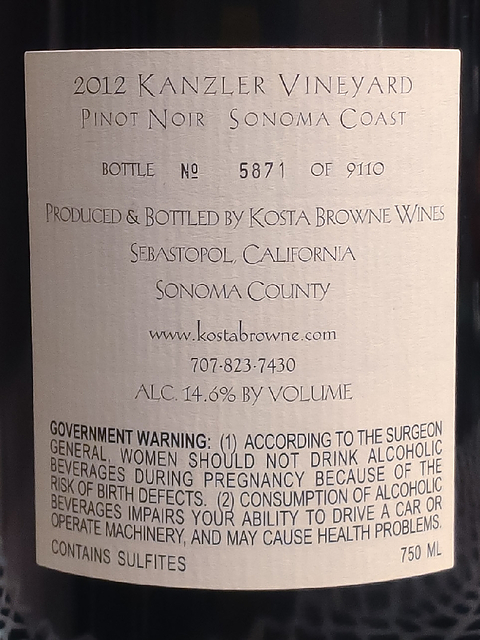 2012 KANZLER VINEYARD
PINOT NOIR SONOMA COAST
BOTTLE Nº 5871 OF 9110
PRODUCED & BOTTLED BY KOSTA BROWNE WINES
SEBASTOPOL, CALIFORNIA
SONOMA COUNTY
www.kostabrowne.com
707·823·7430
ALC. 14.6% BY VOLUME
GOVERNMENT WARNING: (1) ACCORDING TO THE SURGEON
GENERAL, WOMEN SHOULD NOT DRINK ALCOHOLIC
BEVERAGES DURING PREGNANCY BECAUSE OF THE
RISK OF BIRTH DEFECTS. (2) CONSUMPTION OF ALCOHOLIC
BEVERAGES IMPAIRS YOUR ABILITY TO DRIVE A CAR OR
OPERATE MACHINERY, AND MAY CAUSE HEALTH PROBLEMS.
CONTAINS SULFITES 750 ML